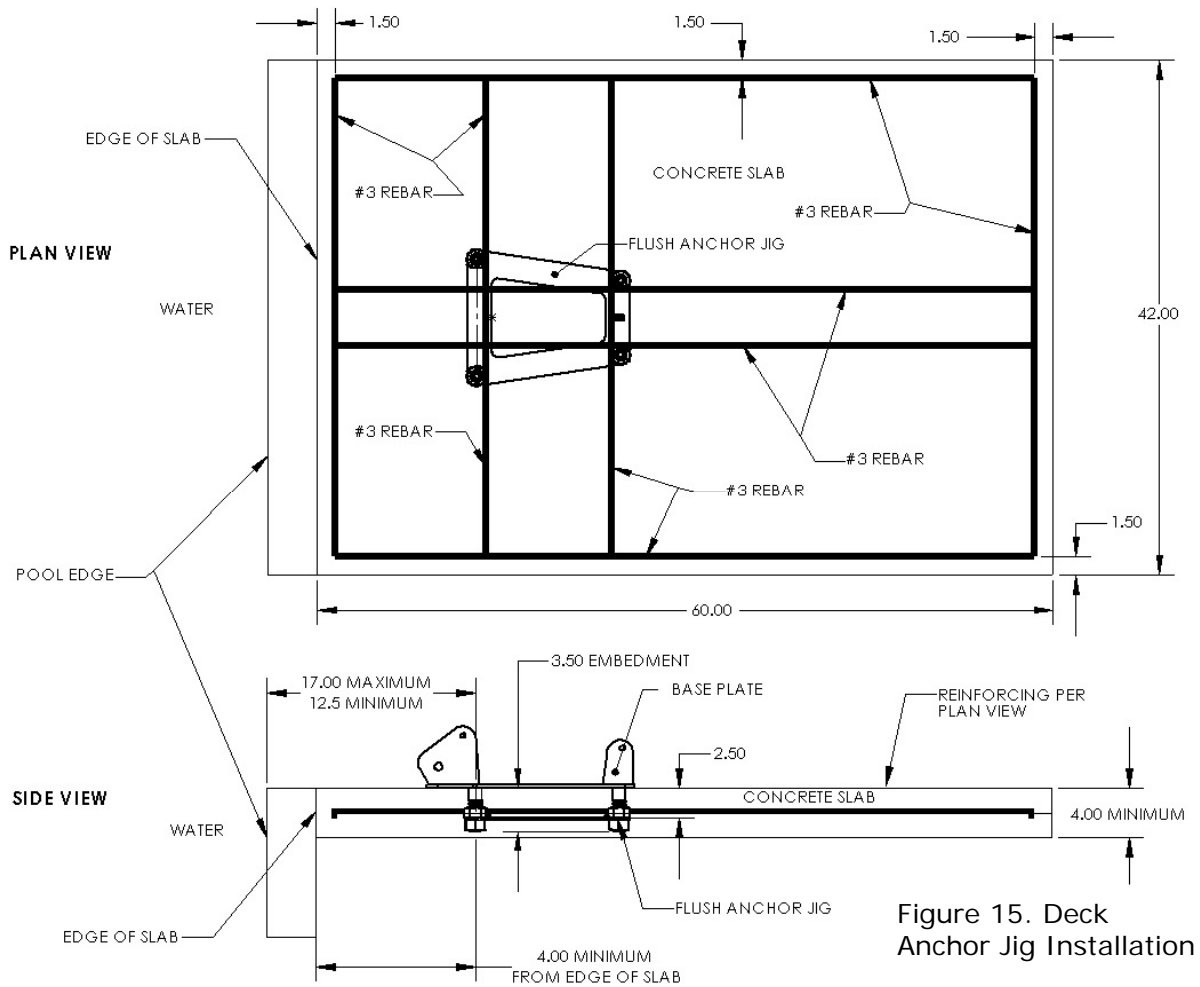 1.50
1.50
1.50
EDGE OF SLAB
#3 REBAR
CONCRETE SLAB
#3 REBAR
FLUSH ANCHOR JIG
PLAN VIEW
WATER
42.00
#3 REBAR
#3 REBAR
#3 REBAR
1.50
POOL EDGE
60.00
3.50 EMBEDMENT
17.00 MAXIMUM
12.5 MINIMUM
BASE PLATE
REINFORCING PER
PLAN VIEW
2.50
SIDE VIEW
CONCRETE SLAB
4.00 MINIMUM
WATER
FLUSH ANCHOR JIG
EDGE OF SLAB
4.00 MINIMUM
FROM EDGE OF SLAB
Figure 15. Deck
Anchor Jig Installation